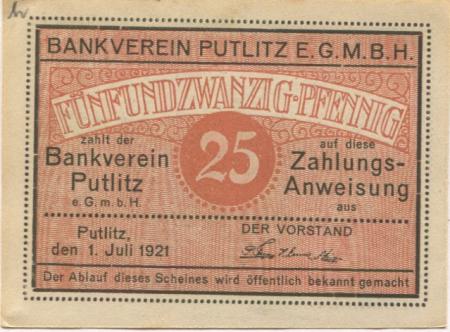 BANKVEREIN PUTLITZ E.G.M.B.H.
FÜNFUNDZWANZIG-PFENNIG
zahlt der
Bankverein
Putlitz
e.G.m.b.H.
25
auf diese
Zahlungs-
Anweisung
aus
Putlitz,
den 1. Juli 1921
DER VORSTAND
Der Ablauf dieses Scheines wird öffentlich bekannt gemacht